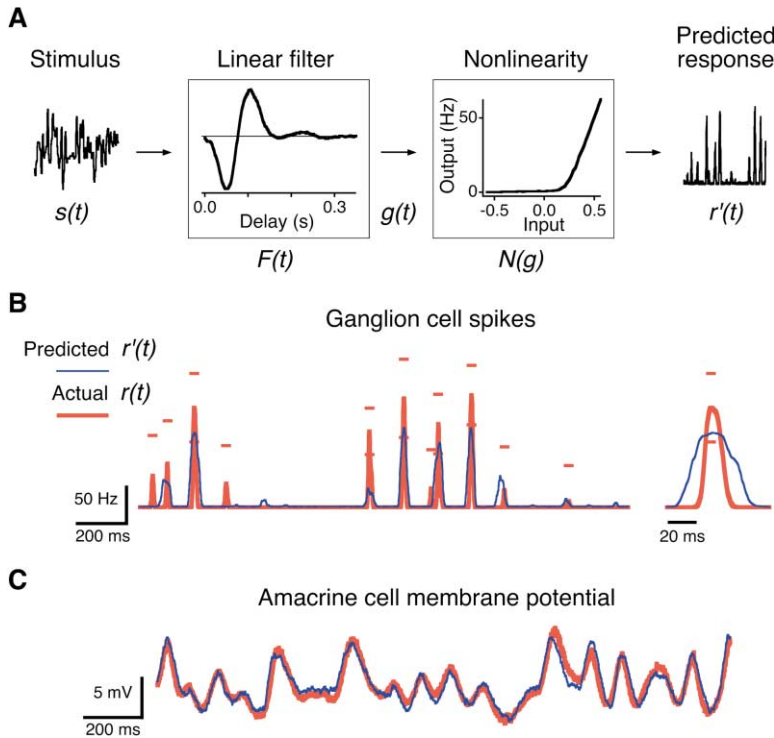 A
Stimulus
Linear filter
Nonlinearity
Predicted
response
s(t)
0.0
0.3
Delay (s)
F(t)
g(t)
Output (Hz)
50
0
-0.5
0.0
0.5
Input
N(g)
r'(t)
B
Ganglion cell spikes
Predicted r'(t)
Actual r(t)
50 Hz
200 ms
20 ms
C
Amacrine cell membrane potential
5 mV
200 ms